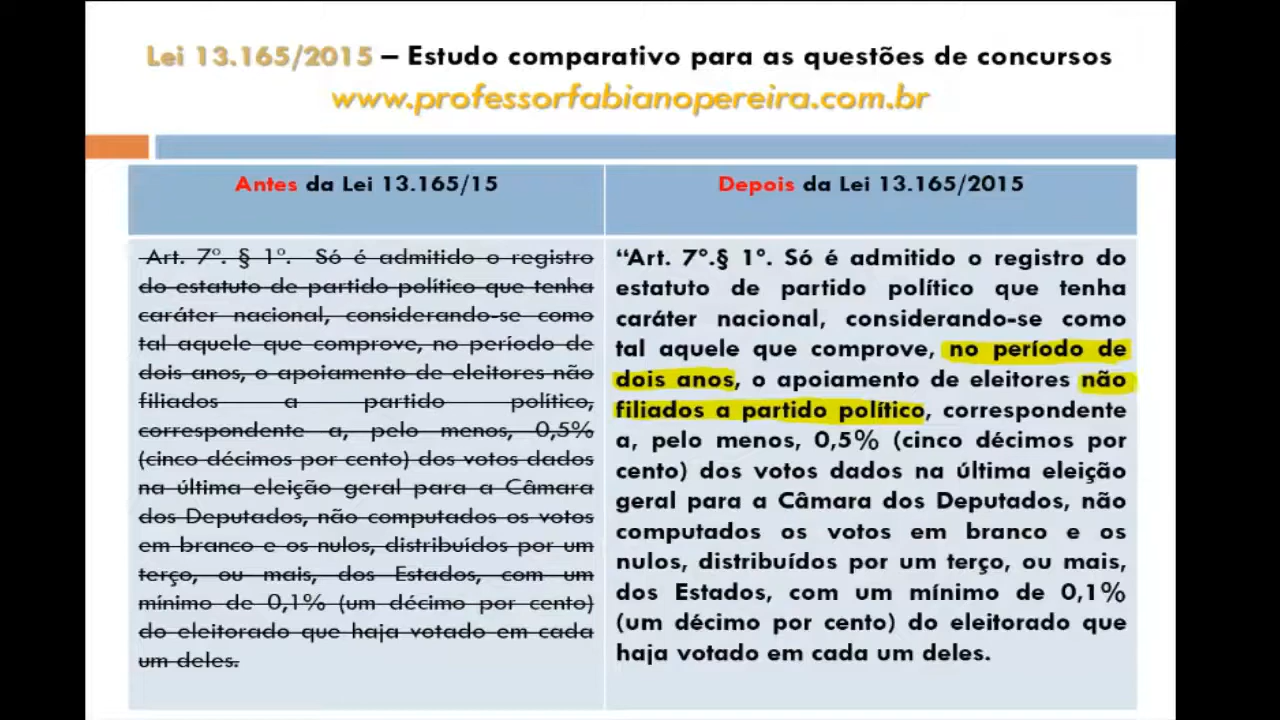 Lei 13.165/2015 – Estudo comparativo para as questões de concursos
www.professorfabianopereira.com.br
Antes da Lei 13.165/15
Art. 7º. § 1º. Só é admitido o registro
do estatuto de partido político que tenha
caráter nacional, considerando-se como
tal aquele que comprove, no período de
dois anos, o apoiamento de eleitores não
filiados a partido político,
correspondente a, pelo menos, 0,5%
(cinco décimos por cento) dos votos dados
na última eleição geral para a Câmara
dos Deputados, não computados os votos
em branco e os nulos, distribuídos por um
terço, ou mais, dos Estados, com um
mínimo de 0,1% (um décimo por cento)
do eleitorado que haja votado em cada
um deles.
Depois da Lei 13.165/2015
“Art. 7º.§ 1º. Só é admitido o registro do
estatuto de partido político que tenha
caráter nacional, considerando-se como
tal aquele que comprove, no período de
dois anos, o apoiamento de eleitores não
filiados a partido político, correspondente
a, pelo menos, 0,5% (cinco décimos por
cento) dos votos dados na última eleição
geral para a Câmara dos Deputados, não
computados os votos em branco e os
nulos, distribuídos por um terço, ou mais,
dos Estados, com um mínimo de 0,1%
(um décimo por cento) do eleitorado que
haja votado em cada um deles.